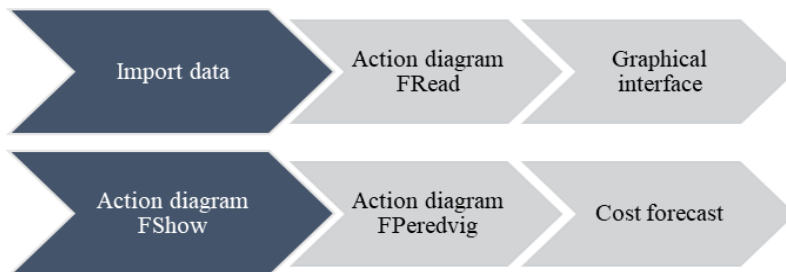 Import data
Action diagram
FRead
Graphical
interface
Action diagram
FShow
Action diagram
FPeredvig
Cost forecast